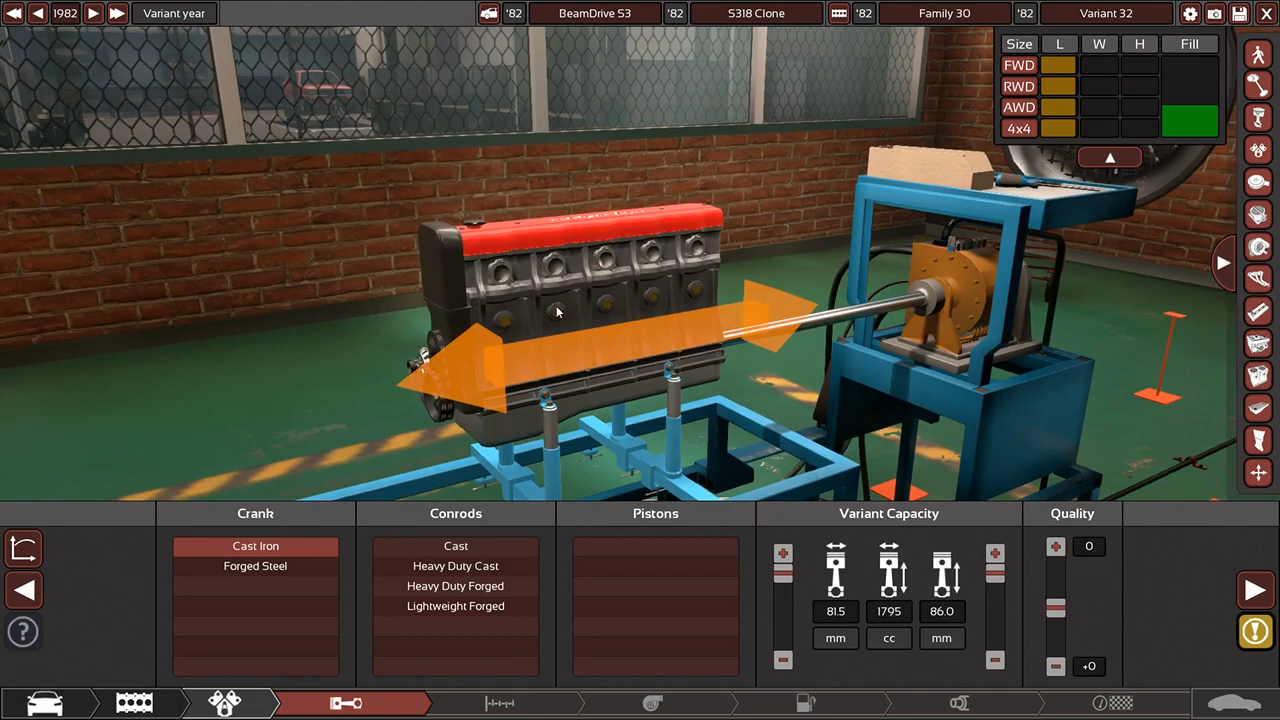 1982 Variant year '82 BeamDrive S3 '82 S318 Clone '82 Family 30 '82 Variant 32
Size L W H Fill
FWD
RWD
AWD
4x4
Crank Conrods Pistons Variant Capacity Quality
Cast Iron Cast 0
Forged Steel Heavy Duty Cast
Heavy Duty Forged
Lightweight Forged 81.5 1795 86.0
mm cc mm
+0